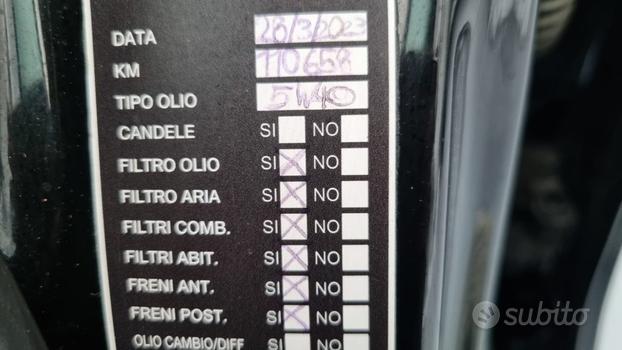 DATA 28/3/2023
KM 110658
TIPO OLIO 5W40
CANDELE SI NO
FILTRO OLIO SI X NO
FILTRO ARIA SI X NO
FILTRI COMB. SI X NO
FILTRI ABIT. SI X NO
FRENI ANT. SI X NO
FRENI POST. SI X NO
OLIO CAMBIO/DIFF SI NO
subito